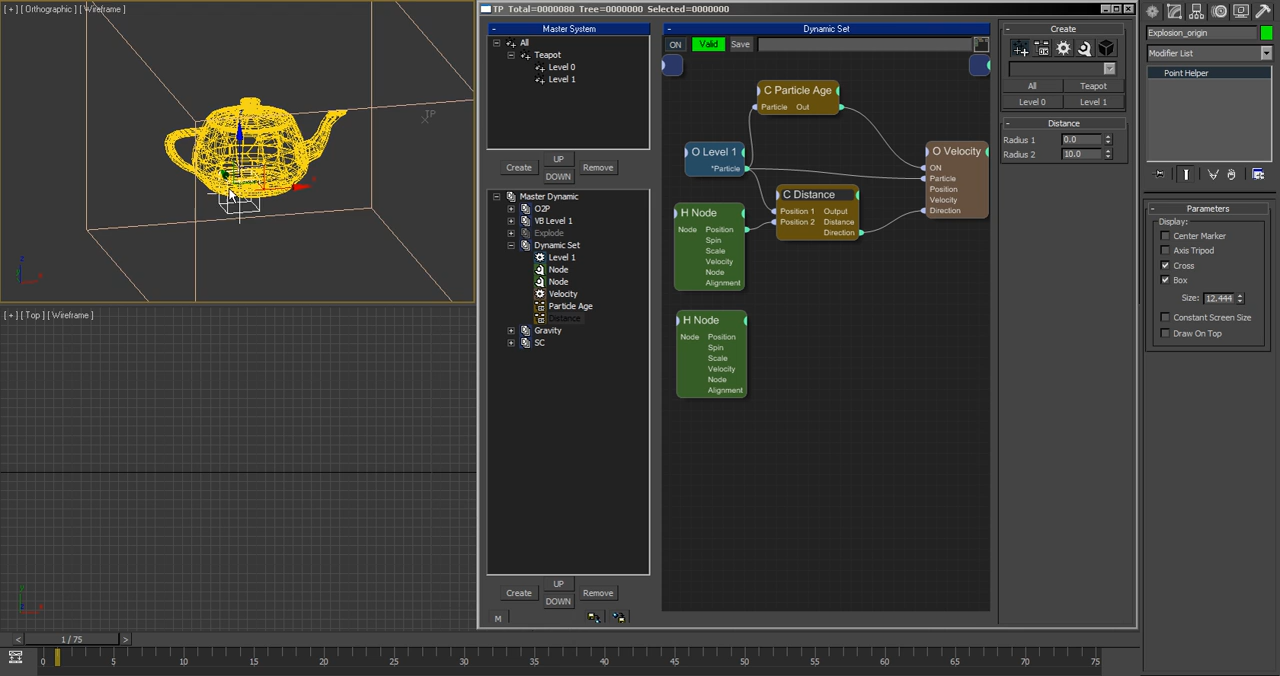 [ + ] [ Orthographic ] [ Wireframe ]
TP Total=0000080 Tree=0000000 Selected=0000000
Master System
Dynamic Set
Create
Explosion_origin
All
ON
Valid
Save
Modifier List
Teapot
Level 0
Level 1
All
Teapot
Level 0
Level 1
Point Helper
C Particle Age
Particle
Out
Distance
Radius 1
0.0
Radius 2
10.0
O Level 1
*Particle
O Velocity
ON
Particle
Position
Velocity
Direction
Create
UP
DOWN
Remove
C Distance
Position 1
Output
Position 2
Distance
Direction
H Node
Node
Position
Spin
Scale
Velocity
Node
Alignment
H Node
Node
Position
Spin
Scale
Velocity
Node
Alignment
Master Dynamic
O2P
VB Level 1
Explode
Dynamic Set
Level 1
Node
Node
Velocity
Particle Age
Distance
Gravity
SC
Parameters
Display:
Center Marker
Axis Tripod
Cross
Box
Size:
12.444
Constant Screen Size
Draw On Top
TP
z
x
[ + ] [ Top ] [ Wireframe ]
Create
UP
DOWN
Remove
M
y
x
< 1 / 75 >
0 5 10 15 20 25 30 35 40 45 50 55 60 65 70 75